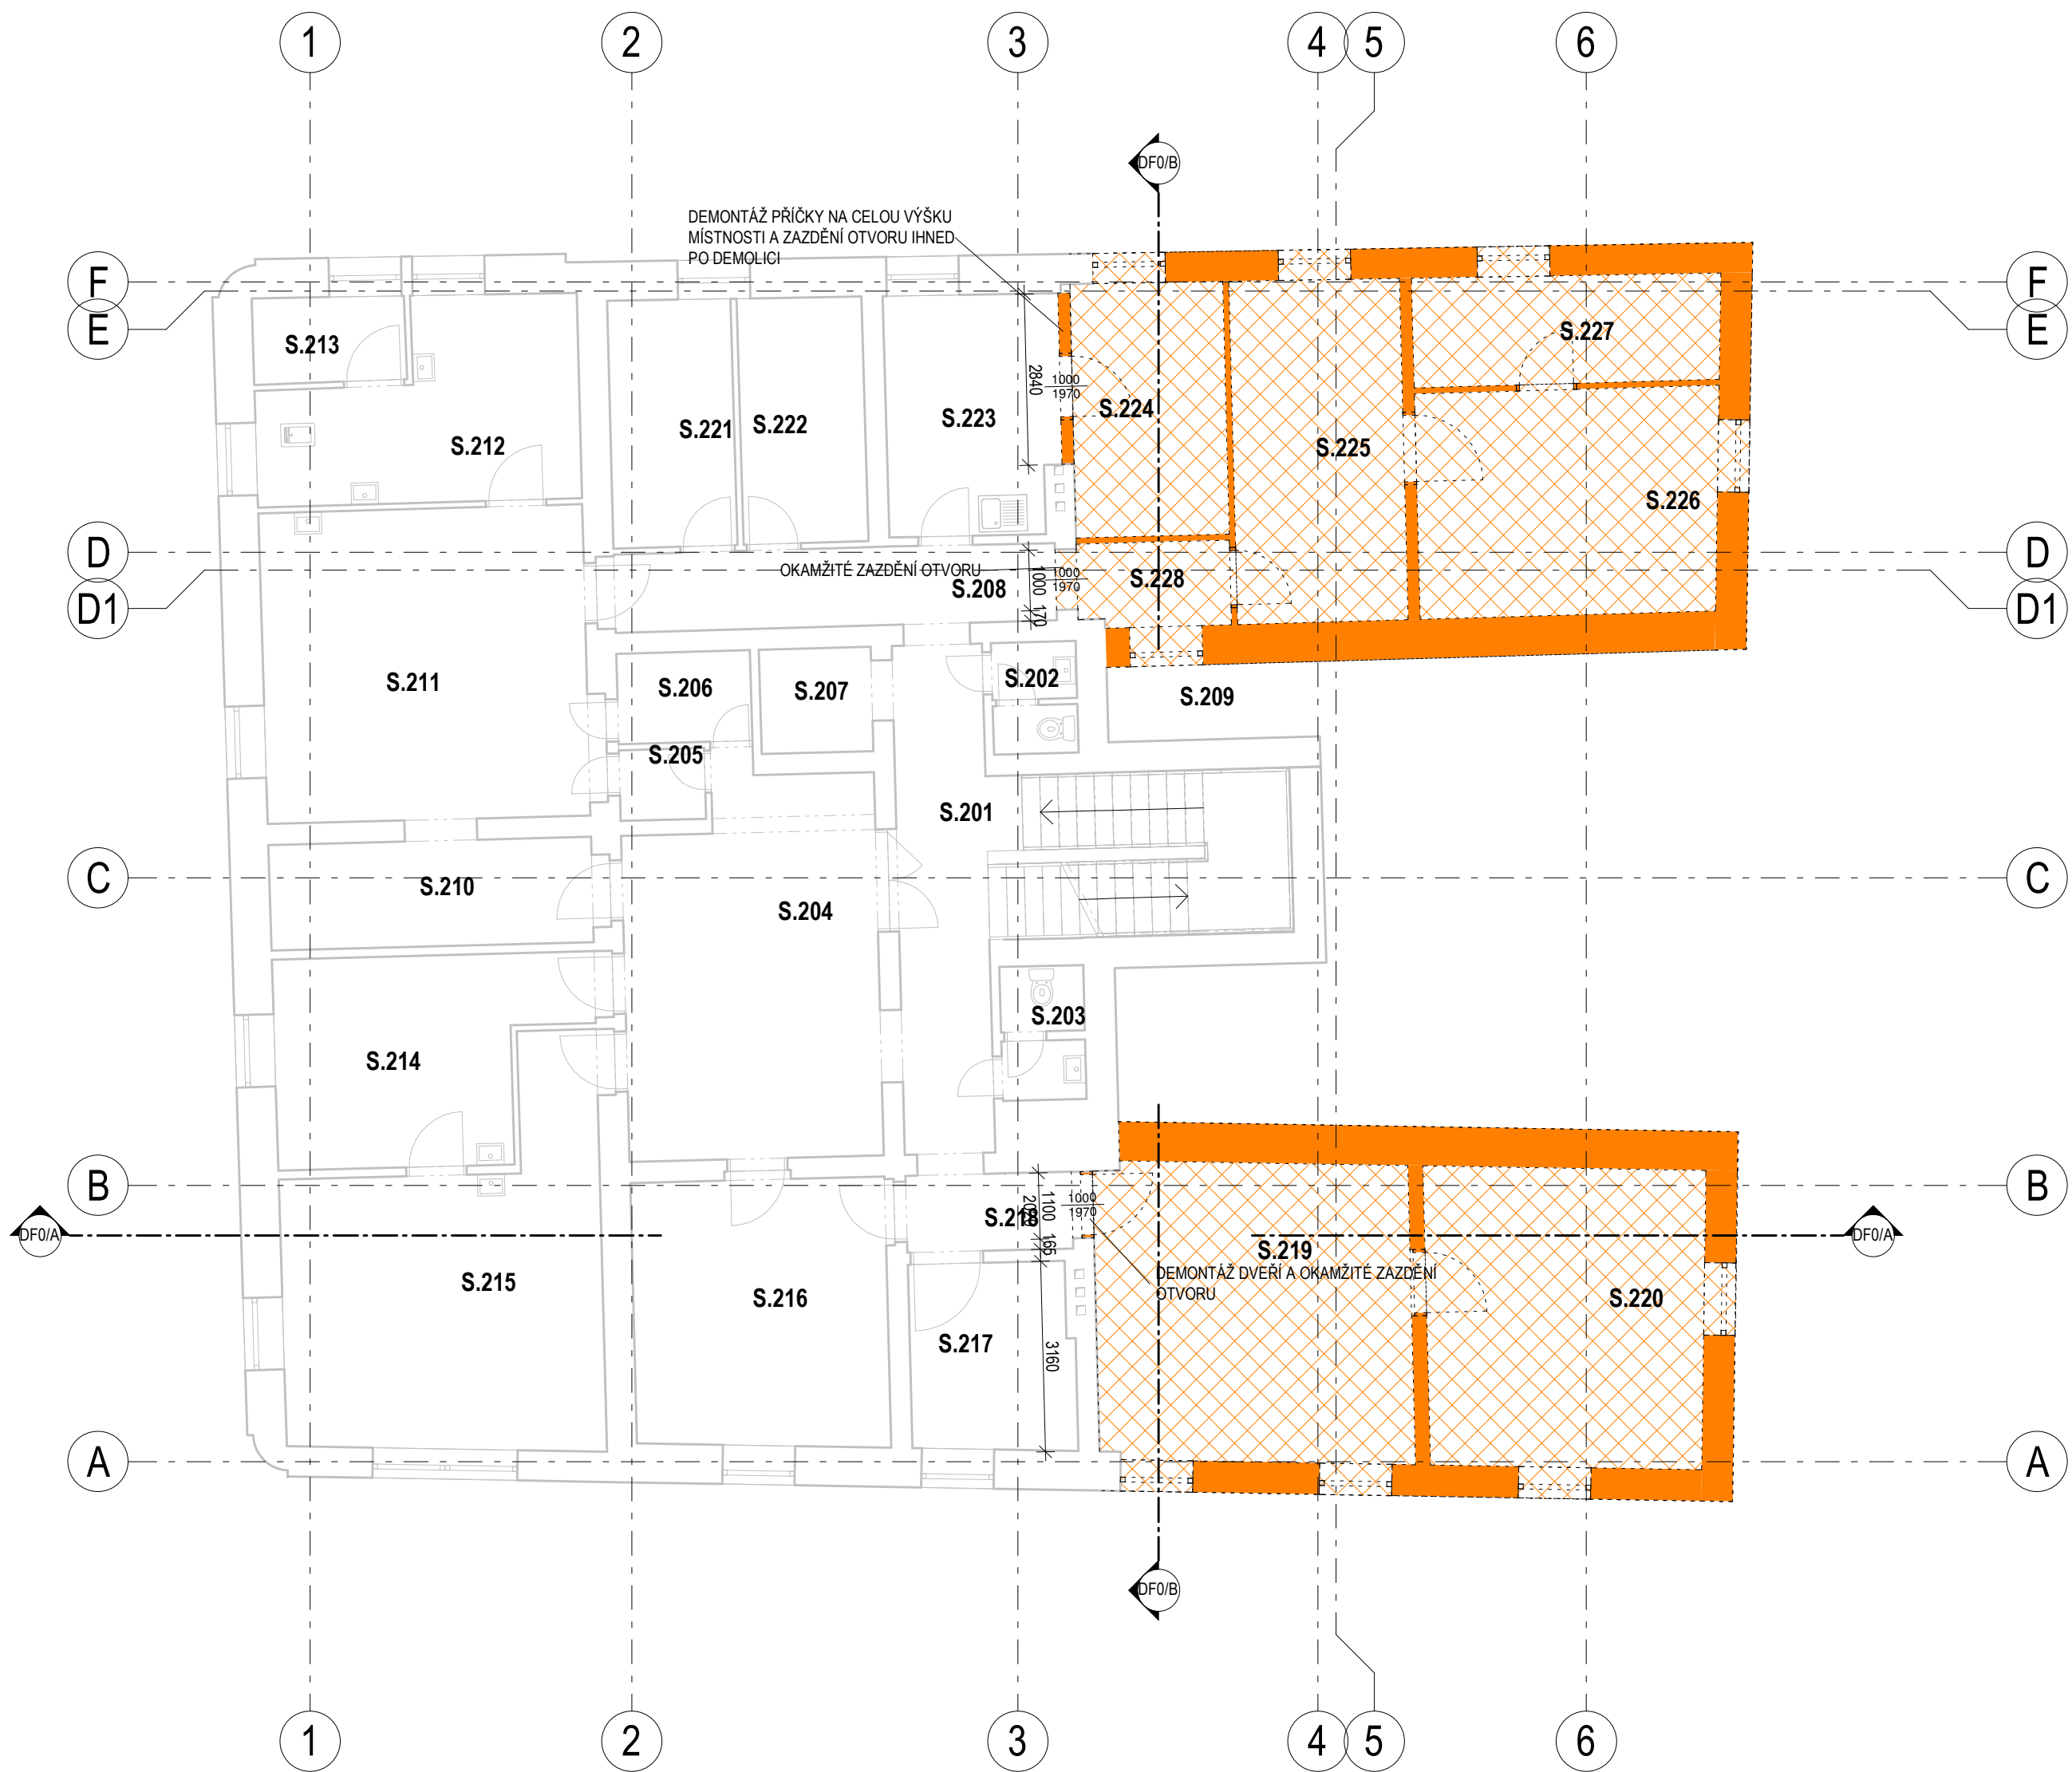 1
2
3
4
5
6
DF0/B
DEMONTÁŽ PŘÍČKY NA CELOU VÝŠKU
MÍSTNOSTI A ZAZDĚNÍ OTVORU IHNED
PO DEMOLICI
F
F
E
E
S.213
S.227
2840
1000
1970
S.224
S.212
S.221
S.222
S.223
S.225
S.226
D
D
OKAMŽITÉ ZAZDĚNÍ OTVORU
S.208
1000
170
1000
1970
S.228
D1
D1
S.211
S.206
S.207
S.202
S.209
S.205
S.201
C
C
S.210
S.204
S.203
S.214
B
B
1100
165
1000
1970
S.218
DF0/A
DF0/A
S.219
DEMONTÁŽ DVEŘÍ A OKAMŽITÉ ZAZDĚNÍ
OTVORU
S.215
S.216
S.217
3160
S.220
A
A
DF0/B
1
2
3
4
5
6